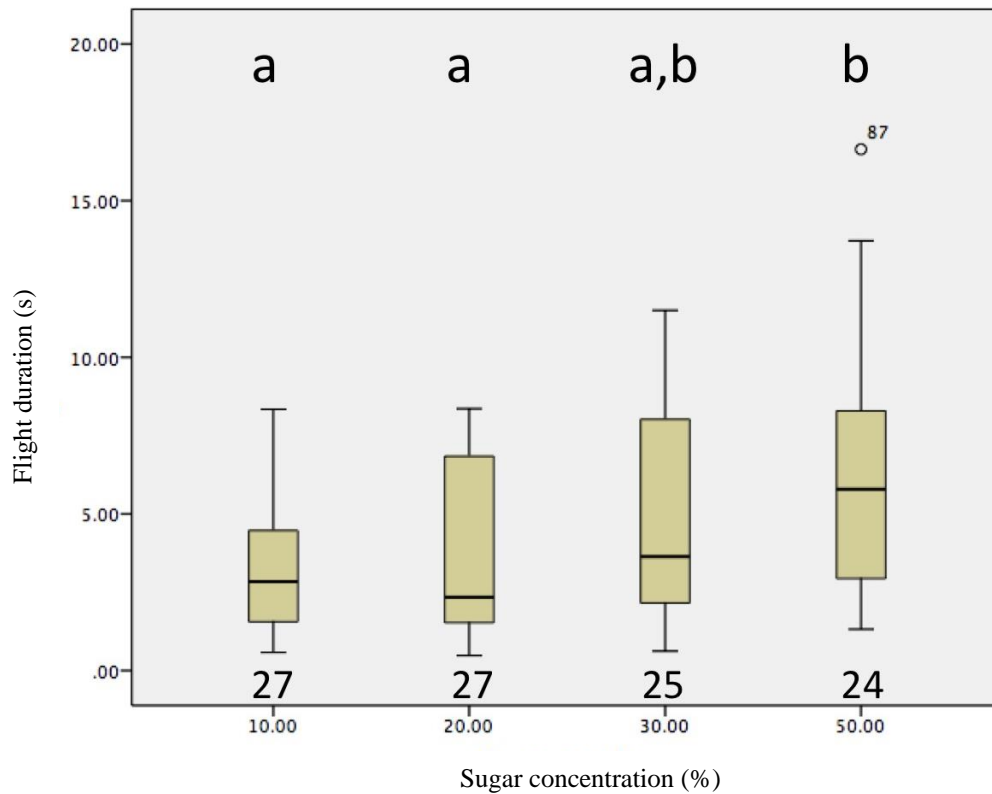 20.00
a a a,b b
87
15.00
Flight duration (s)
10.00
5.00
.00
27 27 25 24
10.00 20.00 30.00 50.00
Sugar concentration (%)